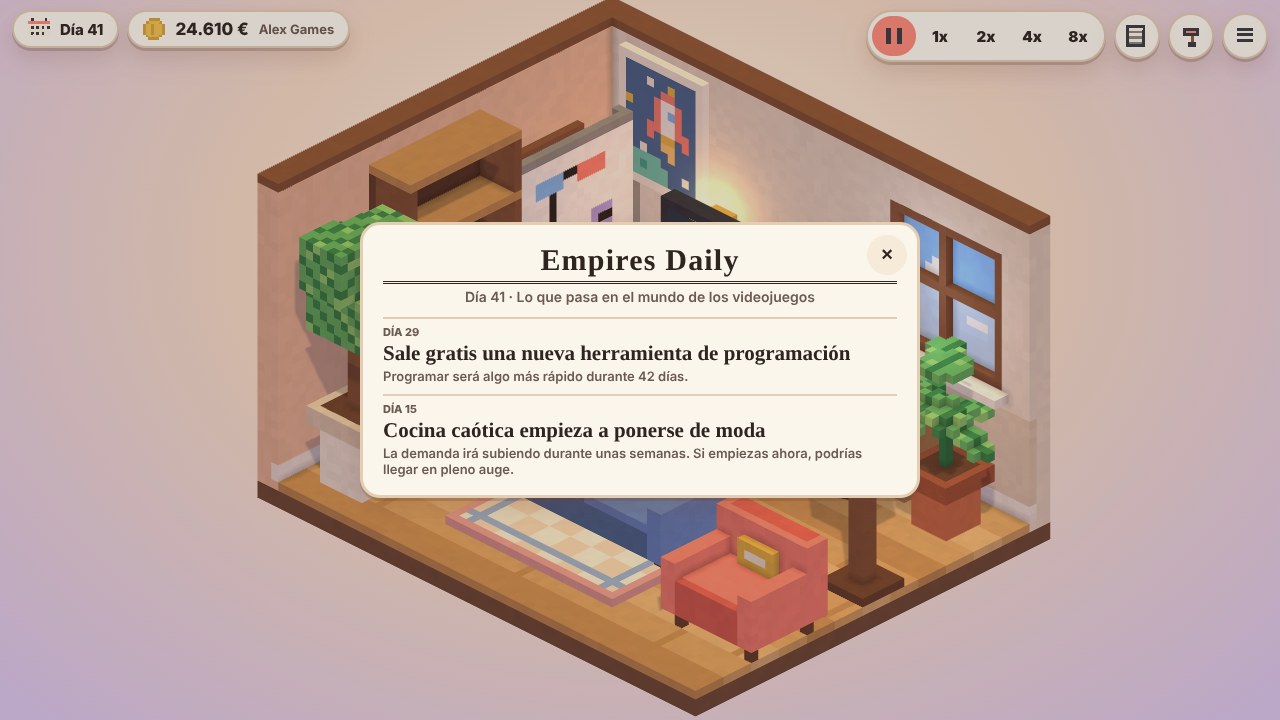 Día 41
24.610 €
Alex Games
1x
2x
4x
8x
Empires Daily
×
Día 41 · Lo que pasa en el mundo de los videojuegos
DÍA 29
Sale gratis una nueva herramienta de programación
Programar será algo más rápido durante 42 días.
DÍA 15
Cocina caótica empieza a ponerse de moda
La demanda irá subiendo durante unas semanas. Si empiezas ahora, podrías
llegar en pleno auge.